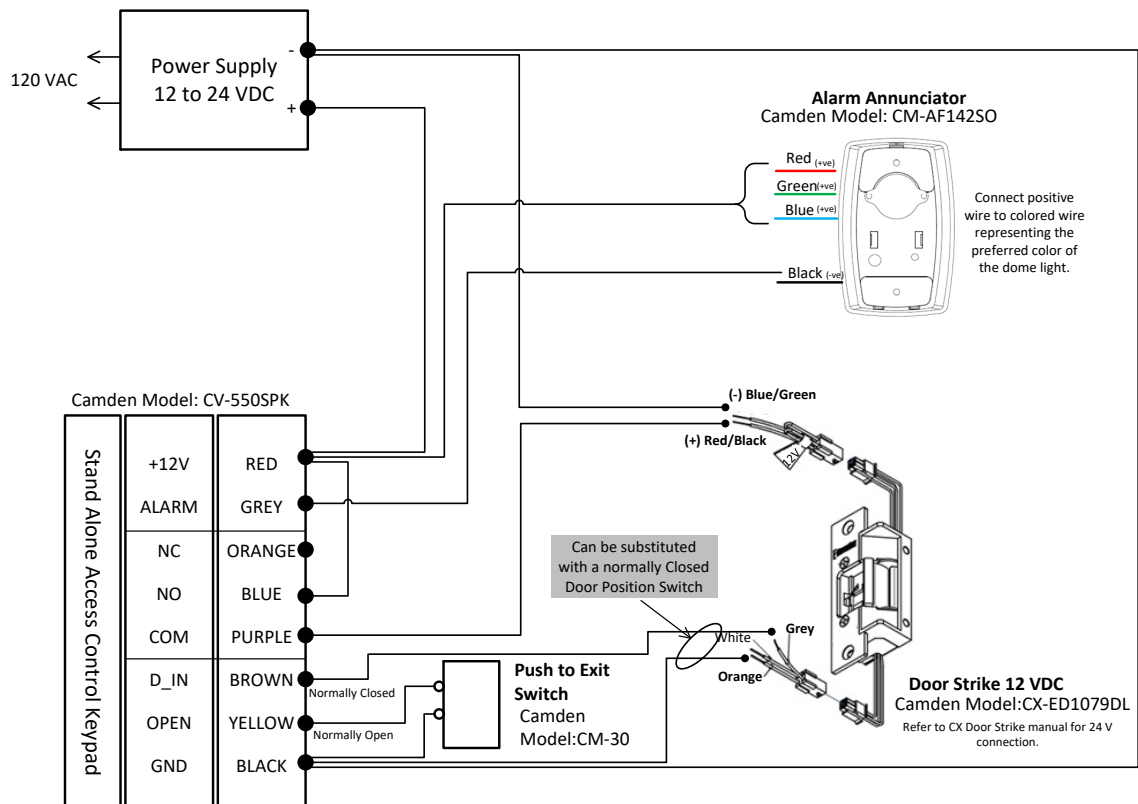 120 VAC
Power Supply
12 to 24 VDC
-
+
Alarm Annunciator
Camden Model: CM-AF142SO
Red (+ve)
Green(+ve)
Blue (+ve)
Black (-ve)
Connect positive
wire to colored wire
representing the
preferred color of
the dome light.
Camden Model: CV-550SPK
Stand Alone Access Control Keypad
+12V RED
ALARM GREY
NC ORANGE
NO BLUE
COM PURPLE
D_IN BROWN
OPEN YELLOW
GND BLACK
Normally Closed
Normally Open
Push to Exit
Switch
Camden
Model:CM-30
Can be substituted
with a normally Closed
Door Position Switch
(-) Blue/Green
(+) Red/Black
12V
White
Grey
Orange
Door Strike 12 VDC
Camden Model:CX-ED1079DL
Refer to CX Door Strike manual for 24 V
connection.